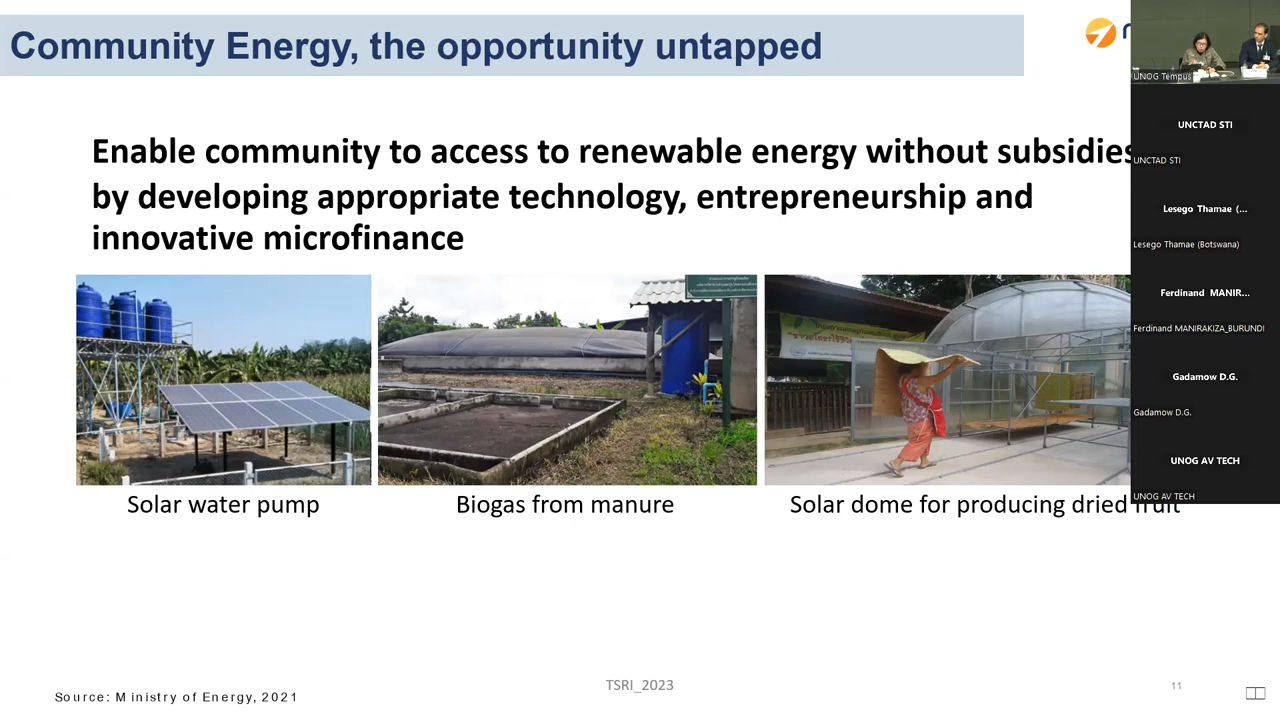 Community Energy, the opportunity untapped
Enable community to access to renewable energy without subsidies
by developing appropriate technology, entrepreneurship and
innovative microfinance
Solar water pump
Biogas from manure
Solar dome for producing dried fruit
Source: Ministry of Energy, 2021
TSRI_2023
11
UNOG Tempus
UNCTAD STI
UNCTAD STI
Lesego Thamae (...
Lesego Thamae (Botswana)
Ferdinand MANIR...
Ferdinand MANIRAKIZA_BURUNDI
Gadamow D.G.
Gadamow D.G.
UNOG AV TECH
UNOG AV TECH